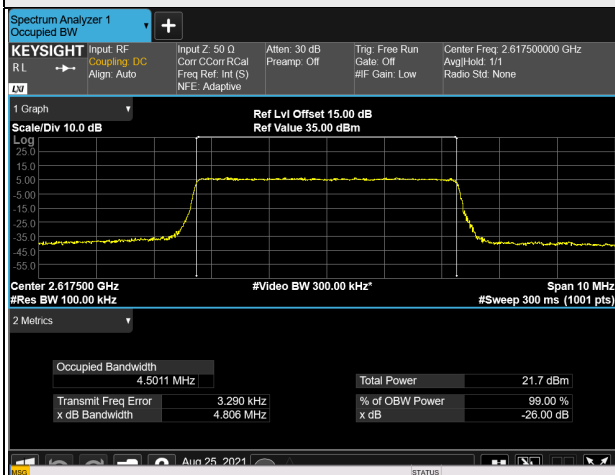 Spectrum Analyzer 1
Occupied BW
+
KEYSIGHT
R L
LXI
Input: RF
Coupling: DC
Align: Auto
Input Z: 50 Ω
Corr CCorr RCal
Freq Ref: Int (S)
NFE: Adaptive
Atten: 30 dB
Preamp: Off
Trig: Free Run
Gate: Off
#IF Gain: Low
Center Freq: 2.617500000 GHz
Avg|Hold: 1/1
Radio Std: None
1 Graph
Scale/Div 10.0 dB
Ref Lvl Offset 15.00 dB
Ref Value 35.00 dBm
Log
25.0
15.0
5.00
-5.00
-15.0
-25.0
-35.0
-45.0
-55.0
Center 2.617500 GHz
#Res BW 100.00 kHz
#Video BW 300.00 kHz*
Span 10 MHz
#Sweep 300 ms (1001 pts)
2 Metrics
Occupied Bandwidth
4.5011 MHz
Transmit Freq Error 3.290 kHz
x dB Bandwidth 4.806 MHz
Total Power 21.7 dBm
% of OBW Power 99.00 %
x dB -26.00 dB
Aug 25, 2021
MSG
STATUS